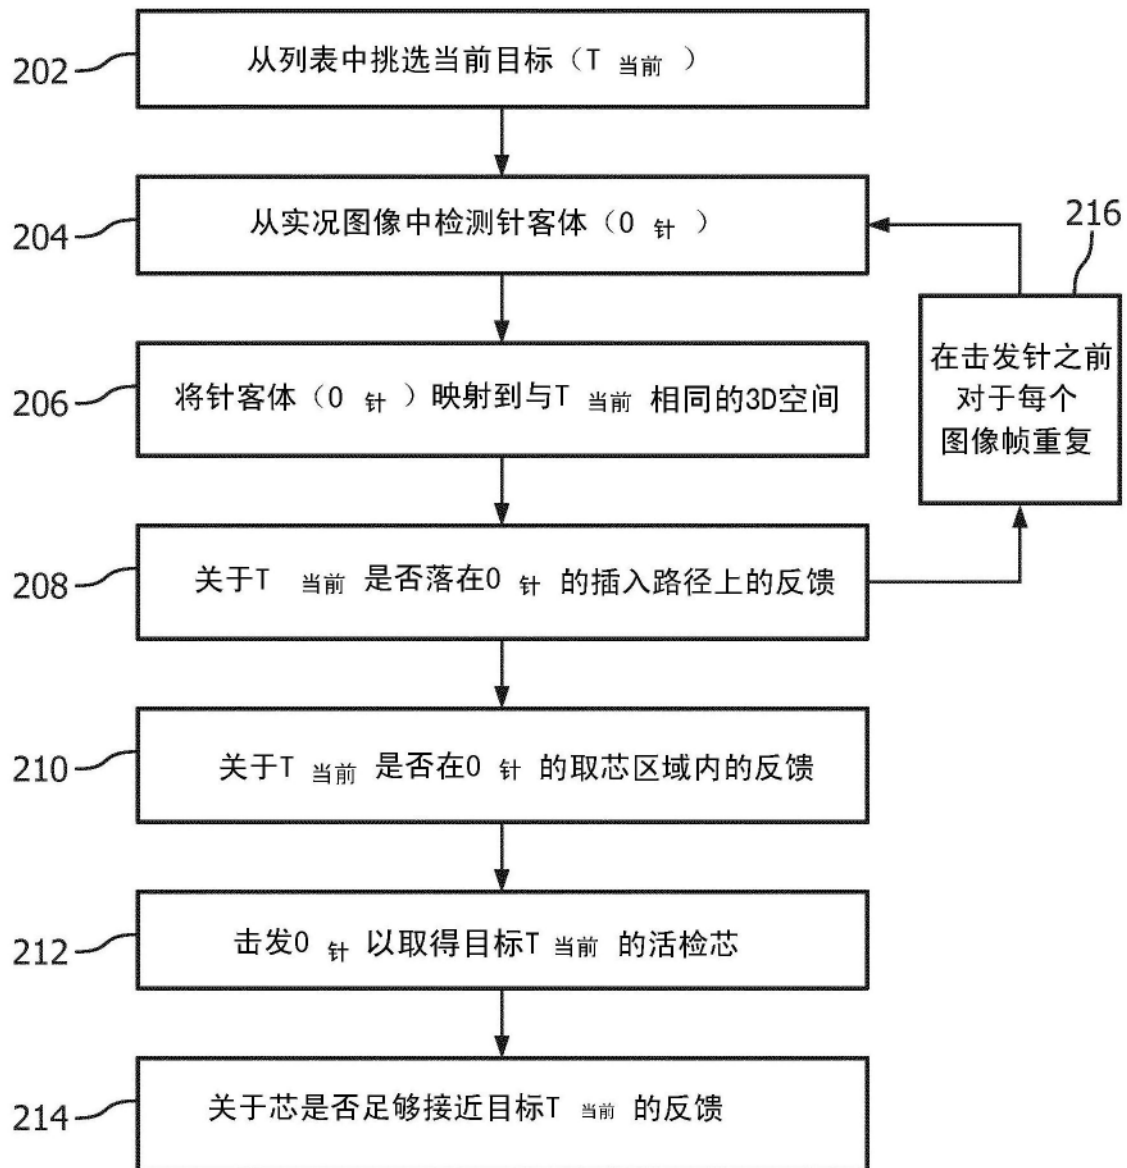 202
从列表中挑选当前目标（T 当前 ）
204
从实况图像中检测针客体（O 针 ）
216
206
将针客体（O 针 ）映射到与T 当前 相同的3D空间
在击发针之前
对于每个
图像帧重复
208
关于T 当前 是否落在O 针 的插入路径上的反馈
210
关于T 当前 是否在O 针 的取芯区域内的反馈
212
击发O 针 以取得目标T 当前 的活检芯
214
关于芯是否足够接近目标T 当前 的反馈